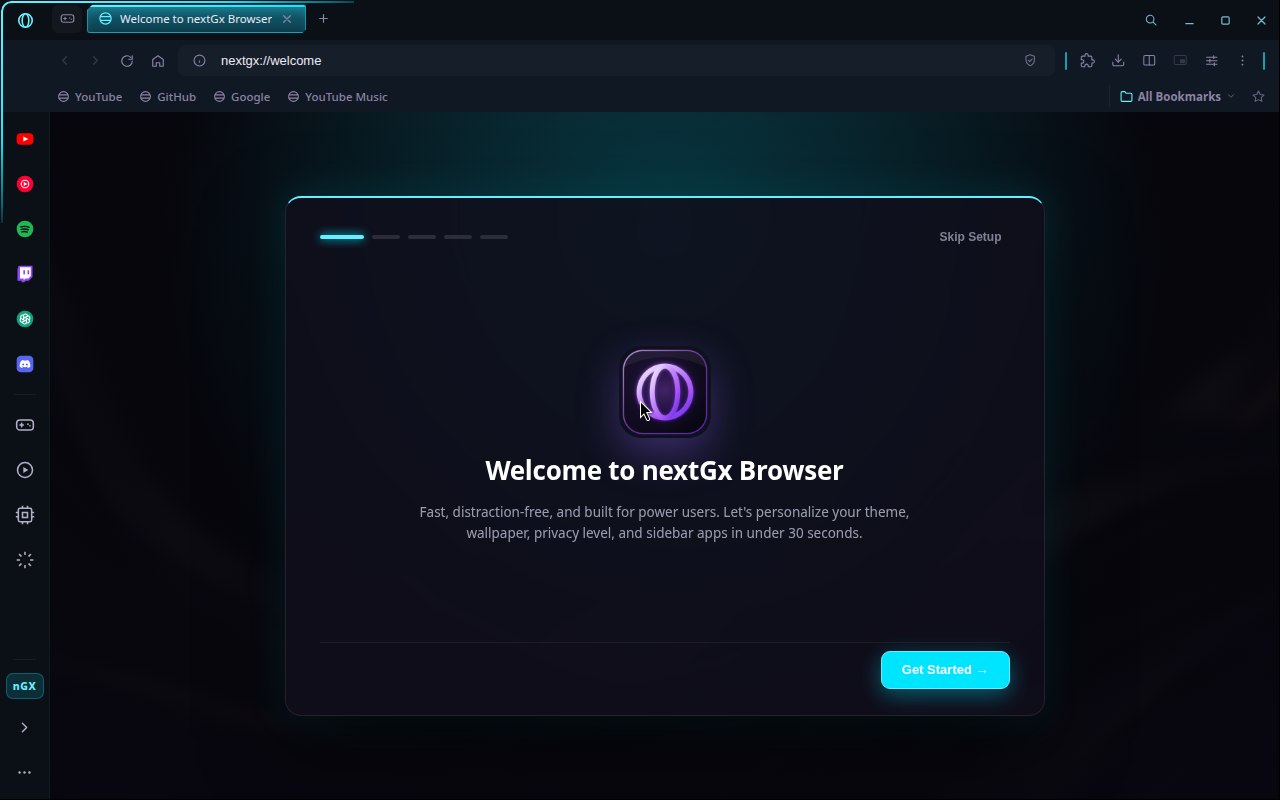 Welcome to nextGx Browser
nextgx://welcome
YouTube
GitHub
Google
YouTube Music
All Bookmarks
Skip Setup
Welcome to nextGx Browser
Fast, distraction-free, and built for power users. Let's personalize your theme,
wallpaper, privacy level, and sidebar apps in under 30 seconds.
Get Started →
nGX